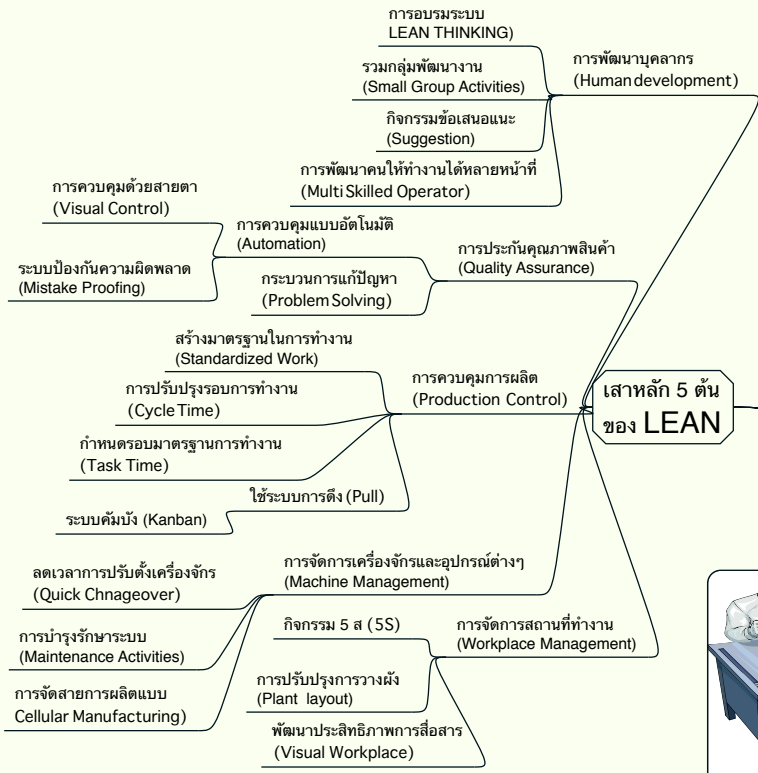 การอบรมระบบ
LEAN THINKING)
การพัฒนาบุคลากร
(Human development)
รวมกลุ่มพัฒนางาน
(Small Group Activities)
กิจกรรมข้อเสนอแนะ
(Suggestion)
การพัฒนาคนให้ทำงานได้หลายหน้าที่
(Multi Skilled Operator)
การควบคุมด้วยสายตา
(Visual Control)
การควบคุมแบบอัตโนมัติ
(Automation)
ระบบป้องกันความผิดพลาด
(Mistake Proofing)
การประกันคุณภาพสินค้า
(Quality Assurance)
กระบวนการแก้ปัญหา
(Problem Solving)
สร้างมาตรฐานในการทำงาน
(Standardized Work)
การควบคุมการผลิต
(Production Control)
การปรับปรุงรอบการทำงาน
(Cycle Time)
กำหนดรอบมาตรฐานการทำงาน
(Task Time)
ใช้ระบบการดึง (Pull)
ระบบคัมบัง (Kanban)
เสาหลัก 5 ต้น
ของ LEAN
การจัดการเครื่องจักรและอุปกรณ์ต่างๆ
(Machine Management)
ลดเวลาการปรับตั้งเครื่องจักร
(Quick Chnageover)
การบำรุงรักษาระบบ
(Maintenance Activities)
การจัดสายการผลิตแบบ
Cellular Manufacturing)
กิจกรรม 5 ส (5S)
การจัดการสถานที่ทำงาน
(Workplace Management)
การปรับปรุงการวางผัง
(Plant layout)
พัฒนาประสิทธิภาพการสื่อสาร
(Visual Workplace)